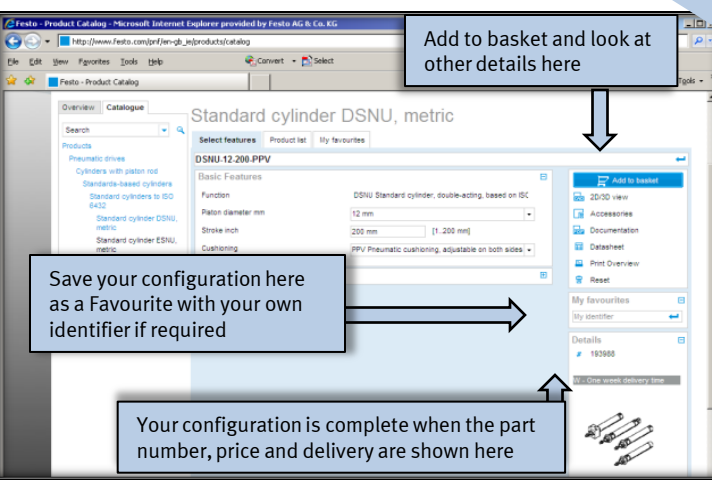 Festo - Product Catalog - Microsoft Internet Explorer provided by Festo AG & Co. KG
http://www.festo.com/pnf/en-gb_ie/products/catalog
File Edit View Favorites Tools Help
Convert Select
Festo - Product Catalog
Tools
Add to basket and look at
other details here
Overview Catalogue
Search
Products
Pneumatic drives
Cylinders with piston rod
Standards-based cylinders
Standard cylinders to ISO
6432
Standard cylinder DSNU,
metric
Standard cylinder ESNU,
metric
Standard cylinder DSNU, metric
Select features Product list My favourites
DSNU-12-200-PPV
Basic Features
Function DSNU Standard cylinder, double-acting, based on ISC
Piston diameter mm 12 mm
Stroke inch 200 mm [1..200 mm]
Cushioning PPV Pneumatic cushioning, adjustable on both sides
Add to basket
2D/3D view
Accessories
Documentation
Datasheet
Print Overview
Reset
My favourites
My identifier
Details
# 193988
W - One week delivery time
Save your configuration here
as a Favourite with your own
identifier if required
Your configuration is complete when the part
number, price and delivery are shown here